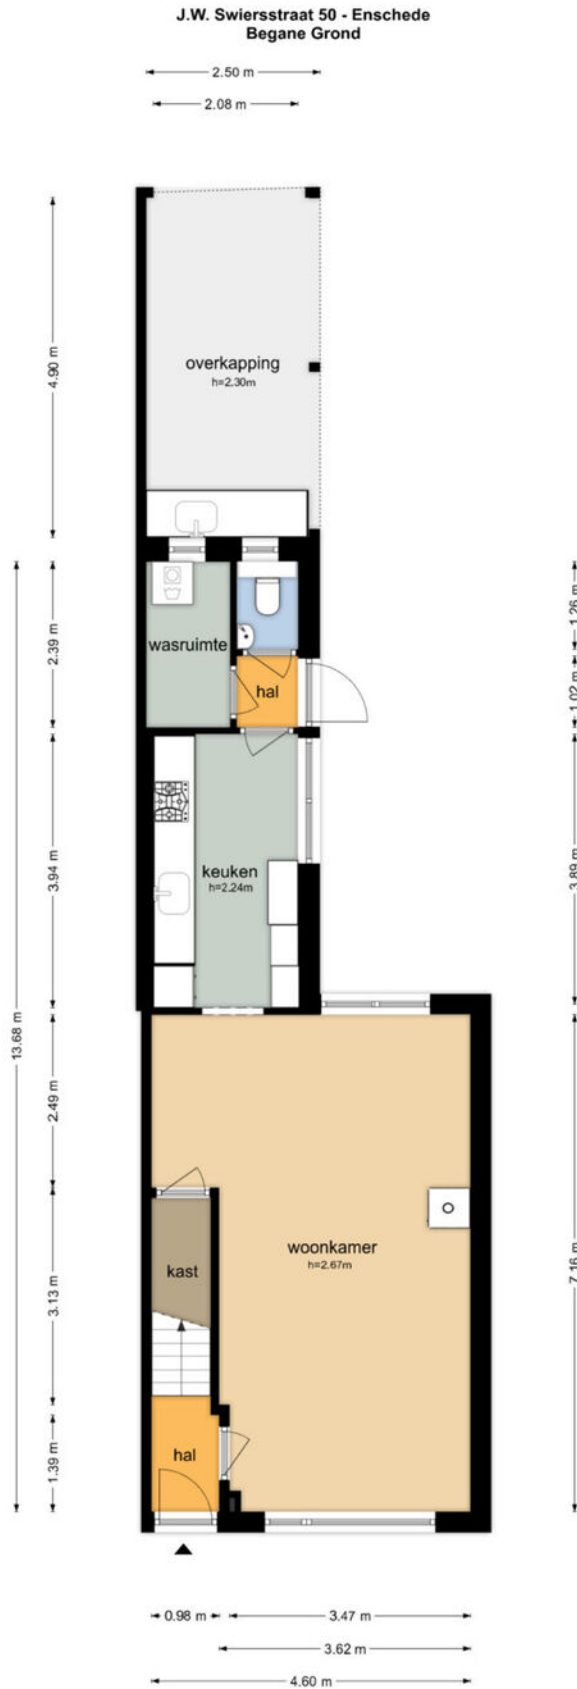 J.W. Swiersstraat 50 - Enschede
Begane Grond
2.50 m
2.08 m
4.90 m
overkapping
h=2.30m
13.68 m
2.39 m
wasruimte
hal
1.26 m
1.02 m
3.94 m
keuken
h=2.24m
3.89 m
2.49 m
woonkamer
h=2.67m
7.16 m
kast
3.13 m
1.39 m
hal
0.98 m
3.47 m
3.62 m
4.60 m